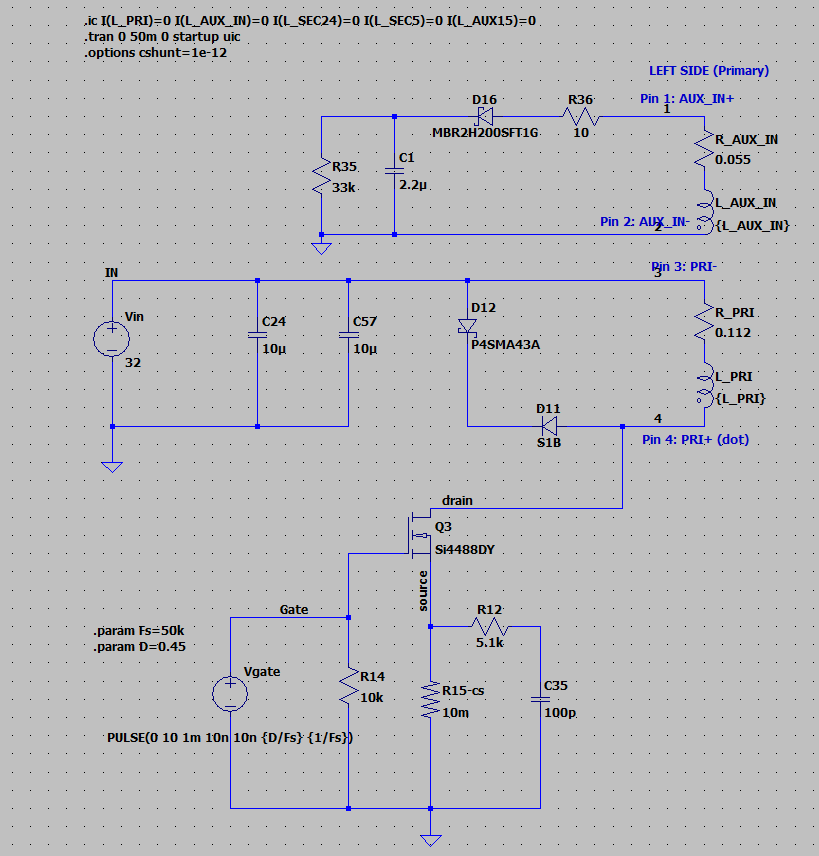 .ic I(L_PRI)=0 I(L_AUX_IN)=0 I(L_SEC24)=0 I(L_SEC5)=0 I(L_AUX15)=0
.tran 0 50m 0 startup uic
.options cshunt=1e-12
LEFT SIDE (Primary)
Pin 1: AUX_IN+
1
D16
MBR2H200SFT1G
R36
10
R_AUX_IN
0.055
R35
33k
C1
2.2µ
L_AUX_IN
{L_AUX_IN}
Pin 2: AUX_IN-
2
Pin 3: PRI-
3
IN
Vin
32
C24
10µ
C57
10µ
D12
P4SMA43A
R_PRI
0.112
L_PRI
{L_PRI}
D11
S1B
4
Pin 4: PRI+ (dot)
drain
Q3
Si4488DY
source
Gate
R12
5.1k
.param Fs=50k
.param D=0.45
Vgate
PULSE(0 10 1m 10n 10n {D/Fs} {1/Fs})
R14
10k
R15-cs
10m
C35
100p